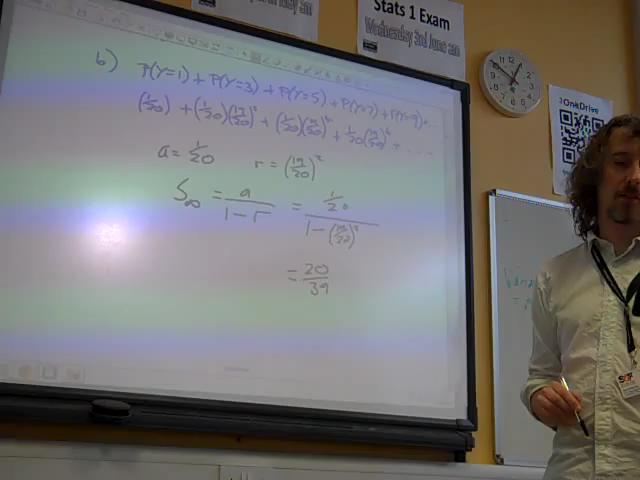 Stats 1 Exam
Wednesday 3rd June am
OneDrive
b) P(Y=1) + P(Y=3) + P(Y=5) + P(Y=7) + P(Y=9) + ...
(1/20) + (1/20)(19/20)² + (1/20)(19/20)⁴ + 1/20(19/20)⁶ + ...
a = 1/20 r = (19/20)²
S∞ = a/(1-r) = (1/20)/(1-(19/20)²)
= 20/39